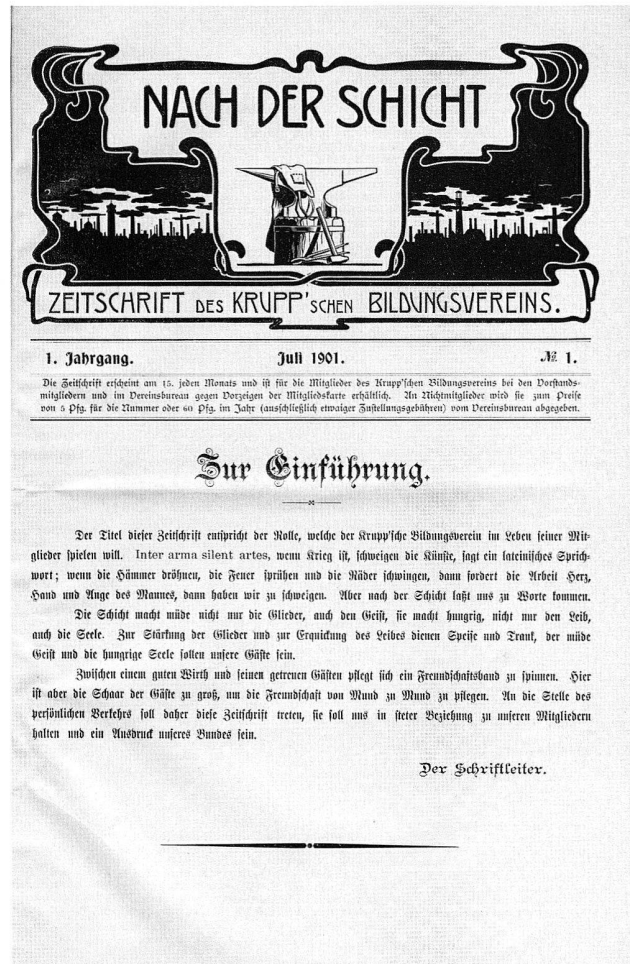 NACH DER SCHICHT
ZEITSCHRIFT DES KRUPP'SCHEN BILDUNGSVEREINS.
1. Jahrgang. Juli 1901. № 1.
Die Zeitschrift erscheint am 15. jeden Monats und ist für die Mitglieder des Krupp'schen Bildungsvereins bei den Vorstands-
mitgliedern und im Vereinsbureau gegen Vorzeigen der Mitgliedskarte erhältlich. An Nichtmitglieder wird sie zum Preise
von 5 Pfg. für die Nummer oder 60 Pfg. im Jahr (ausschließlich etwaiger Zustellungsgebühren) vom Vereinsbureau abgegeben.
Zur Einführung.
Der Titel dieser Zeitschrift entspricht der Rolle, welche der Krupp'sche Bildungsverein im Leben seiner Mit-
glieder spielen will. Inter arma silent artes, wenn Krieg ist, schweigen die Künste, sagt ein lateinisches Sprich-
wort; wenn die Hämmer dröhnen, die Feuer sprühen und die Räder schwingen, dann fordert die Arbeit Herz,
Hand und Auge des Mannes, dann haben wir zu schweigen. Aber nach der Schicht laßt uns zu Worte kommen.
Die Schicht macht müde nicht nur die Glieder, auch den Geist, sie macht hungrig, nicht nur den Leib,
auch die Seele. Zur Stärkung der Glieder und zur Erquickung des Leibes dienen Speise und Trank, der müde
Geist und die hungrige Seele sollen unsere Gäste sein.
Zwischen einem guten Wirth und seinen getreuen Gästen pflegt sich ein Freundschaftsband zu spinnen. Hier
ist aber die Schaar der Gäste zu groß, um die Freundschaft von Mund zu Mund zu pflegen. An die Stelle des
persönlichen Verkehrs soll daher diese Zeitschrift treten, sie soll uns in steter Beziehung zu unseren Mitgliedern
halten und ein Ausdruck unseres Bundes sein.
Der Schriftleiter.